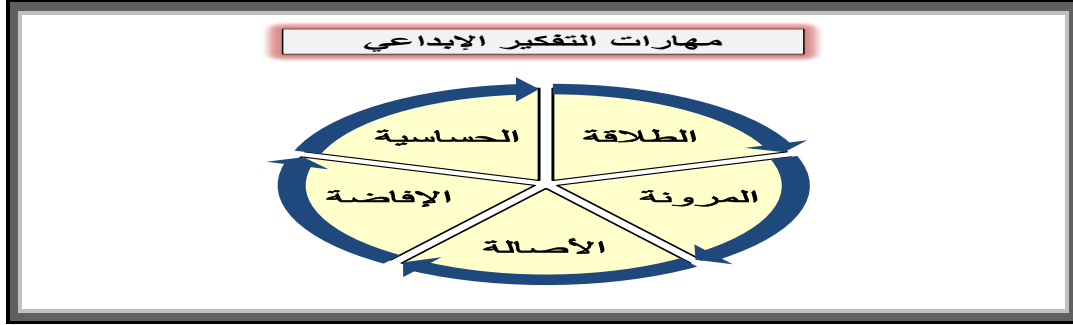 مهارات التفكير الإبداعي
الطلاقة
المرونة
الأصالة
الإفاضة
الحساسية